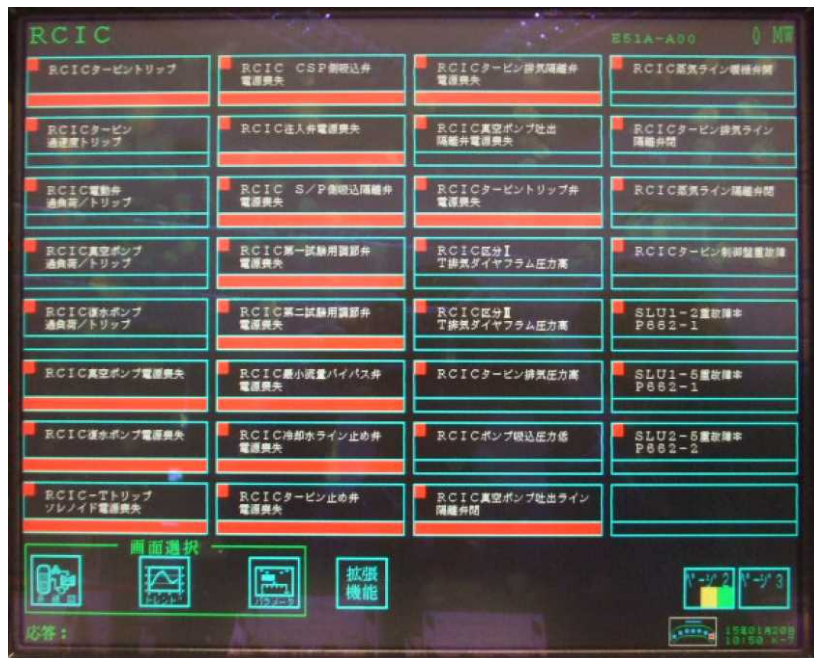 RCIC
E51A-A00
0 MW
RCICタービントリップ
RCIC CSP側吸込弁
電源喪失
RCICタービン排気隔離弁
電源喪失
RCIC蒸気ライン暖機弁開
RCICタービン
過速度トリップ
RCIC注入弁電源喪失
RCIC真空ポンプ吐出
隔離弁電源喪失
RCICタービン排気ライン
隔離弁閉
RCIC電動弁
過負荷/トリップ
RCIC S/P側吸込隔離弁
電源喪失
RCICタービントリップ弁
電源喪失
RCIC蒸気ライン隔離弁閉
RCIC真空ポンプ
過負荷/トリップ
RCIC第一試験用調節弁
電源喪失
RCIC区分Ⅰ
T排気ダイヤフラム圧力高
RCICタービン制御盤重故障
RCIC復水ポンプ
過負荷/トリップ
RCIC第二試験用調節弁
電源喪失
RCIC区分Ⅱ
T排気ダイヤフラム圧力高
SLU1-2重故障*
P662-1
RCIC真空ポンプ電源喪失
RCIC最小流量バイパス弁
電源喪失
RCICタービン排気圧力高
SLU1-5重故障*
P662-1
RCIC復水ポンプ電源喪失
RCIC冷却水ライン止め弁
電源喪失
RCICポンプ吸込圧力低
SLU2-5重故障*
P662-2
RCIC-Tトリップ
ソレノイド電源喪失
RCICタービン止め弁
電源喪失
RCIC真空ポンプ吐出ライン
隔離弁閉
画面選択
トレンド
パラメータ
拡張
機能
ページ2
ページ3
応答:
15年01月20日
10:50 K-7